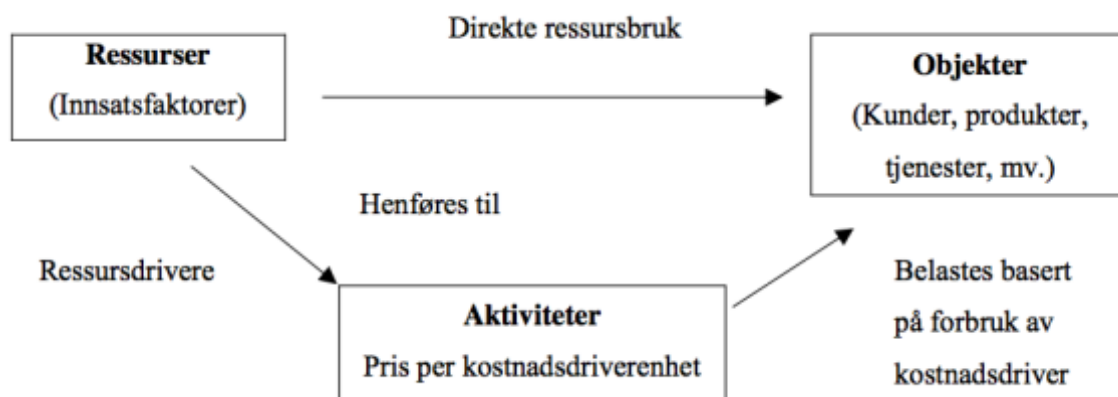 Direkte ressursbruk
Ressurser
(Innsatsfaktorer)
Objekter
(Kunder, produkter,
tjenester, mv.)
Henføres til
Ressursdrivere
Aktiviteter
Pris per kostnadsdriverenhet
Belastes basert
på forbruk av
kostnadsdriver